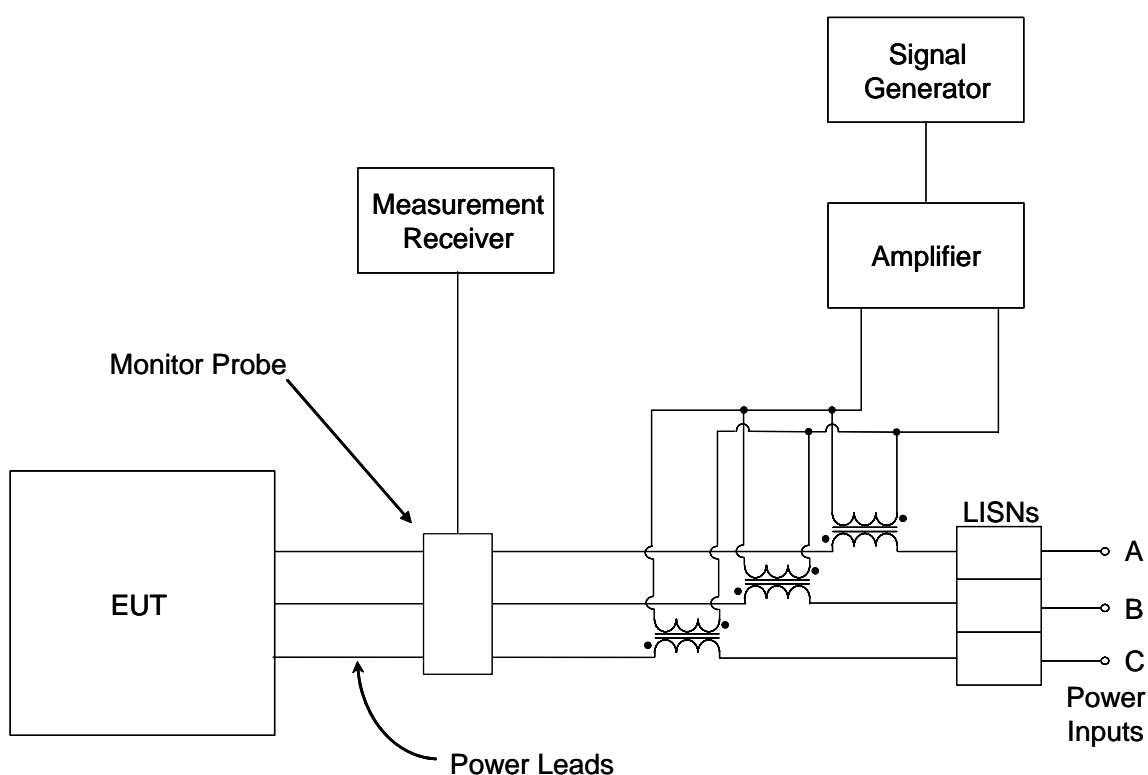 Signal
Generator
Measurement
Receiver
Amplifier
Monitor Probe
LISNs
A
EUT
B
C
Power
Inputs
Power Leads